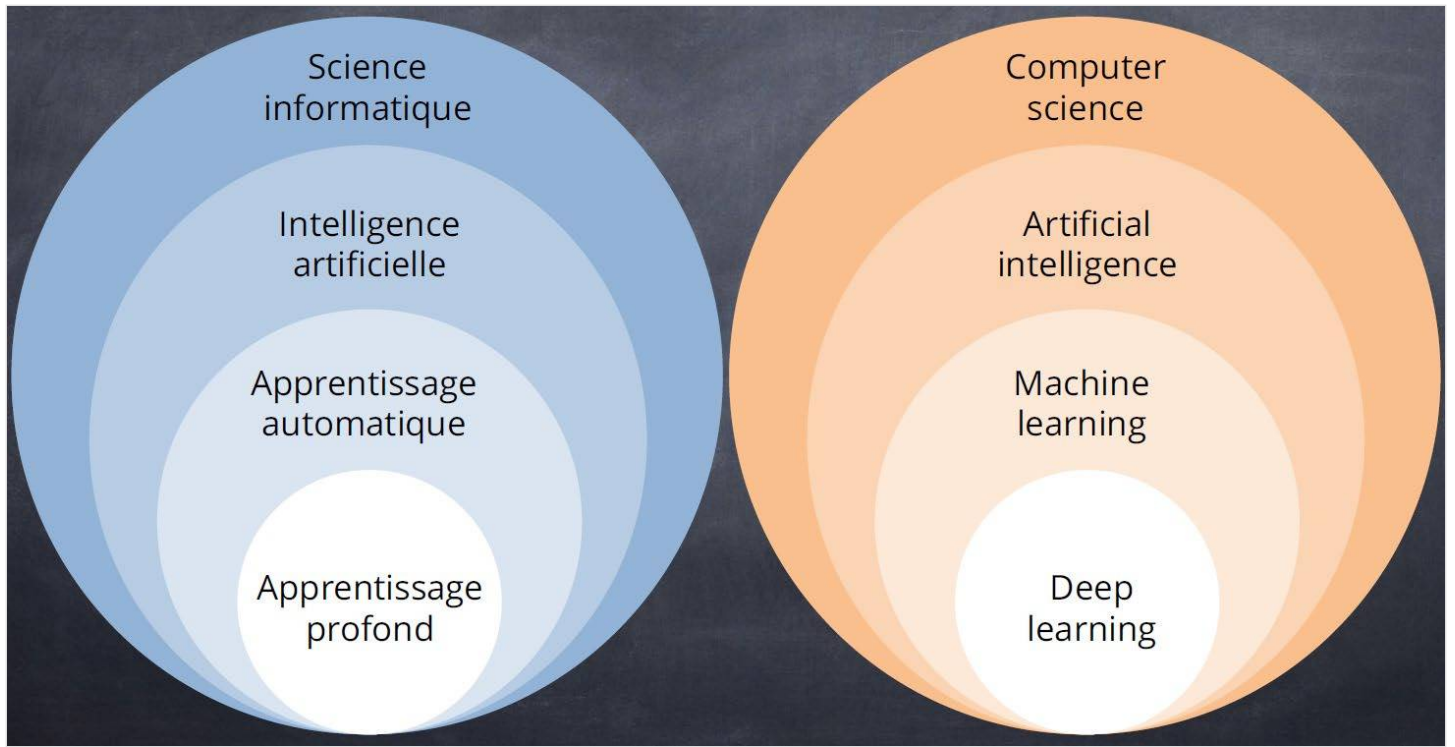 Science
informatique
Intelligence
artificielle
Apprentissage
automatique
Apprentissage
profond
Computer
science
Artificial
intelligence
Machine
learning
Deep
learning